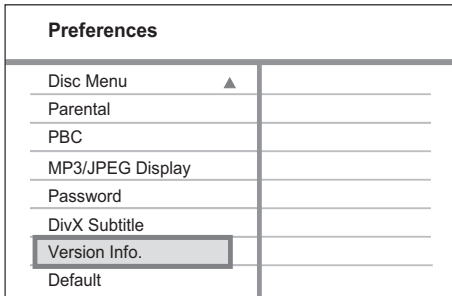 Preferences
Disc Menu
Parental
PBC
MP3/JPEG Display
Password
DivX Subtitle
Version Info.
Default